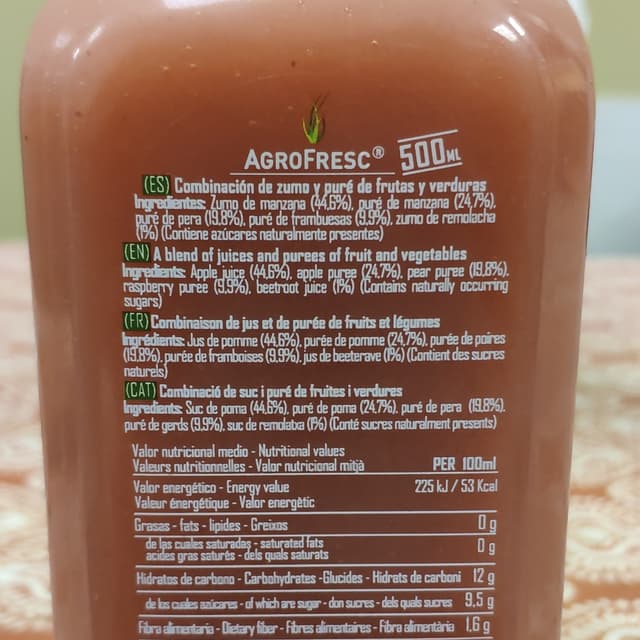 AGROFRESC® 500ML
(ES) Combinación de zumo y puré de frutas y verduras
Ingredientes: Zumo de manzana (44,6%), puré de manzana (24,7%),
puré de pera (19,8%), puré de frambuesas (9,9%), zumo de remolacha
(1%) (Contiene azúcares naturalmente presentes)
(EN) A blend of juices and purees of fruit and vegetables
Ingredients: Apple juice (44,6%), apple puree (24,7%), pear puree (19,8%),
raspberry puree (9,9%), beetroot juice (1%) (Contains naturally occurring
sugars)
(FR) Combinaison de jus et de purée de fruits et légumes
Ingrédients: Jus de pomme (44,6%), purée de pomme (24,7%), purée de poires
(19,8%), purée de framboises (9,9%), jus de beeterave (1%) (Contient des sucres
naturels)
(CAT) Combinació de suc i puré de fruites i verdures
Ingredients: Suc de poma (44,6%), puré de poma (24,7%), puré de pera (19,8%),
puré de gerds (9,9%), suc de remolatxa (1%) (Conté sucres naturalment presents)
Valor nutricional medio - Nutritional values
Valeurs nutritionnelles - Valor nutricional mitjà PER 100ml
Valor energético - Energy value 225 kJ / 53 Kcal
Valeur énergétique - Valor energètic
Grasas - fats - lipides - Greixos 0 g
de las cuales saturadas - saturated fats 0 g
acides gras saturés - dels quals saturats
Hidratos de carbono - Carbohydrates -Glucides - Hidrats de carboni 12 g
de los cuales azúcares - of which are sugar - don sucres - dels quals sucres 9,5 g
Fibra alimentaria - Dietary fiber - Fibres alimentaires - Fibra alimentària 1,6 g